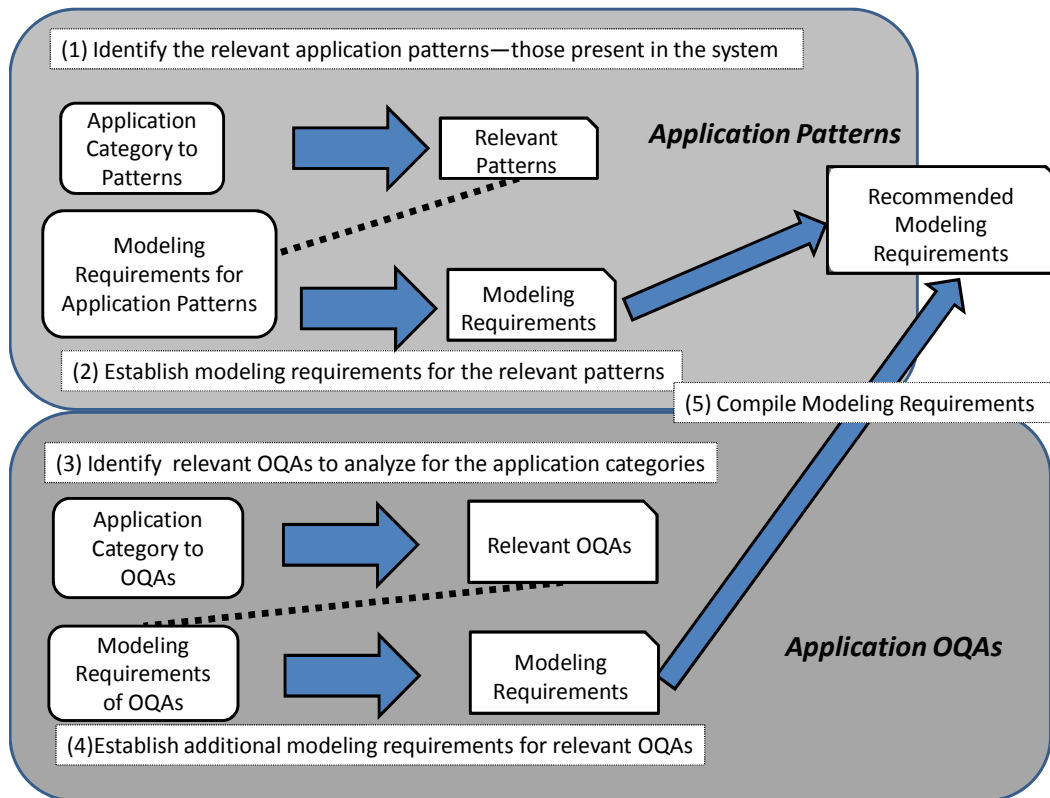 (1) Identify the relevant application patterns—those present in the system
Application
Category to
Patterns
Relevant
Patterns
Application Patterns
Recommended
Modeling
Requirements
Modeling
Requirements for
Application Patterns
Modeling
Requirements
(2) Establish modeling requirements for the relevant patterns
(5) Compile Modeling Requirements
(3) Identify  relevant OQAs to analyze for the application categories
Application
Category to
OQAs
Relevant OQAs
Modeling
Requirements
of OQAs
Modeling
Requirements
Application OQAs
(4)Establish additional modeling requirements for relevant OQAs